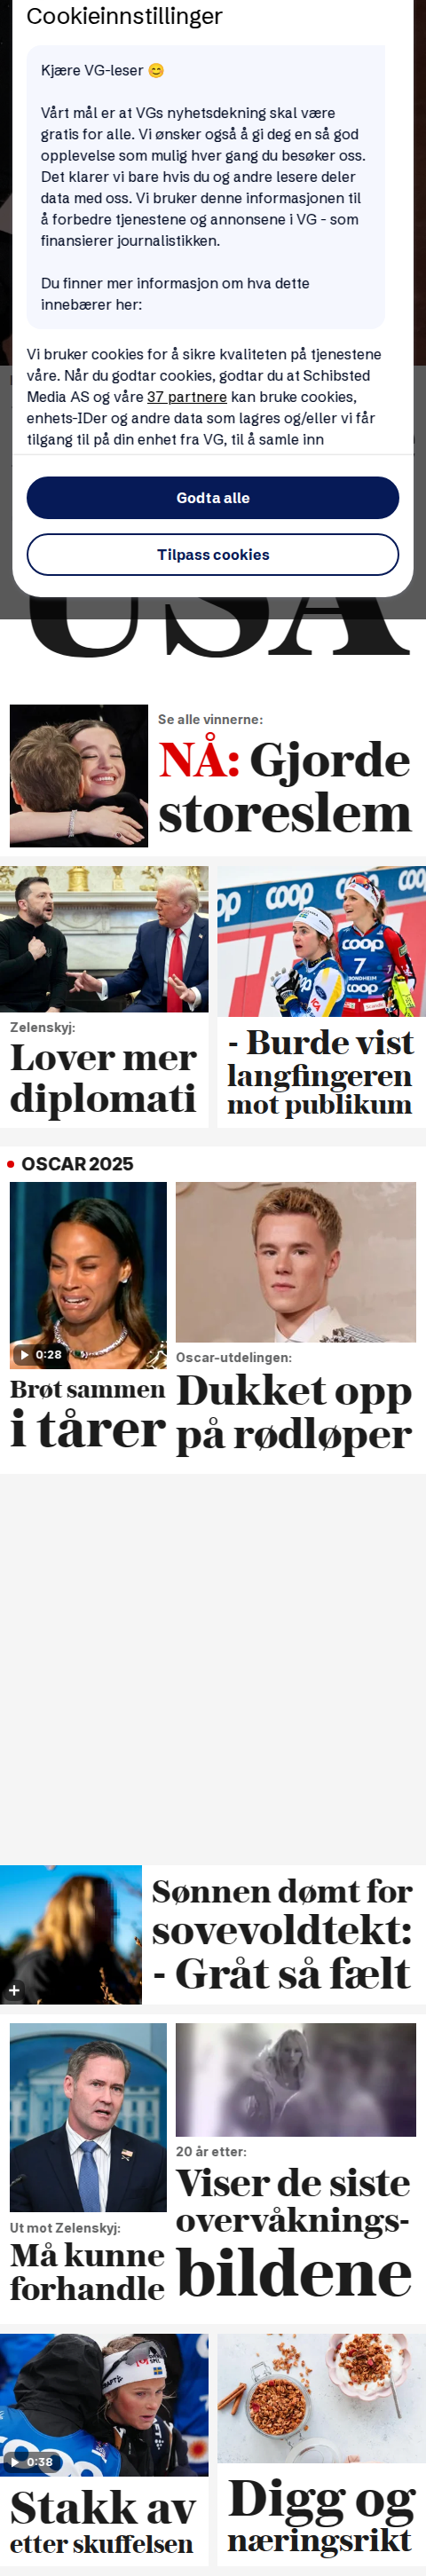 Cookieinnstillinger
Kjære VG-leser 😊
Vårt mål er at VGs nyhetsdekning skal være
gratis for alle. Vi ønsker også å gi deg en så god
opplevelse som mulig hver gang du besøker oss.
Det klarer vi bare hvis du og andre lesere deler
data med oss. Vi bruker denne informasjonen til
å forbedre tjenestene og annonsene i VG - som
finansierer journalistikken.
Du finner mer informasjon om hva dette
innebærer her:
Vi bruker cookies for å sikre kvaliteten på tjenestene
våre. Når du godtar cookies, godtar du at Schibsted
Media AS og våre 37 partnere kan bruke cookies,
enhets-IDer og andre data som lagres og/eller vi får
tilgang til på din enhet fra VG, til å samle inn
Godta alle
Tilpass cookies
USA
Se alle vinnerne:
NÅ: Gjorde
storeslem
coop
coop
coop
7
TRONDHEIM
Zelenskyj:
Lover mer
diplomati
- Burde vist
langfingeren
mot publikum
OSCAR 2025
0:28
Brøt sammen
i tårer
Oscar-utdelingen:
Dukket opp
på rødløper
Sønnen dømt for
sovevoldtekt:
- Gråt så fælt
Ut mot Zelenskyj:
Må kunne
forhandle
20 år etter:
Viser de siste
overvåknings-
bildene
0:38
Stakk av
etter skuffelsen
Digg og
næringsrikt